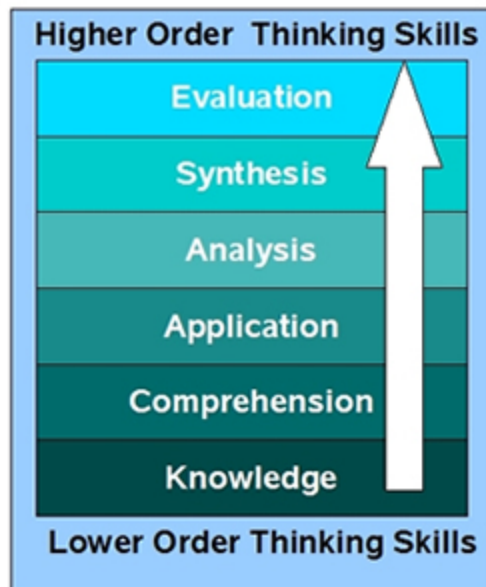 Higher Order Thinking Skills
Evaluation
Synthesis
Analysis
Application
Comprehension
Knowledge
Lower Order Thinking Skills